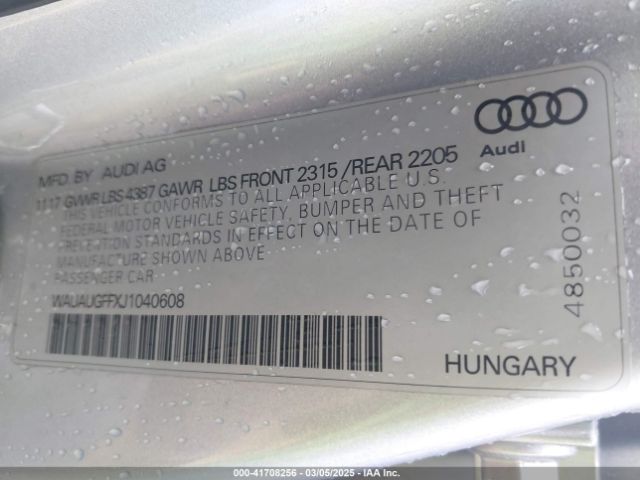 MFD. BY AUDI AG
11.17 GVWR LBS 4387 GAWR LBS FRONT 2315 /REAR 2205
THIS VEHICLE CONFORMS TO ALL APPLICABLE U.S.
FEDERAL MOTOR VEHICLE SAFETY, BUMPER AND THEFT
PREVENTION STANDARDS IN EFFECT ON THE DATE OF
MANUFACTURE SHOWN ABOVE.
PASSENGER CAR
WAUAUGFFXJ1040608
Audi
4850032
HUNGARY
000-41708256 - 03/05/2025 - IAA Inc.